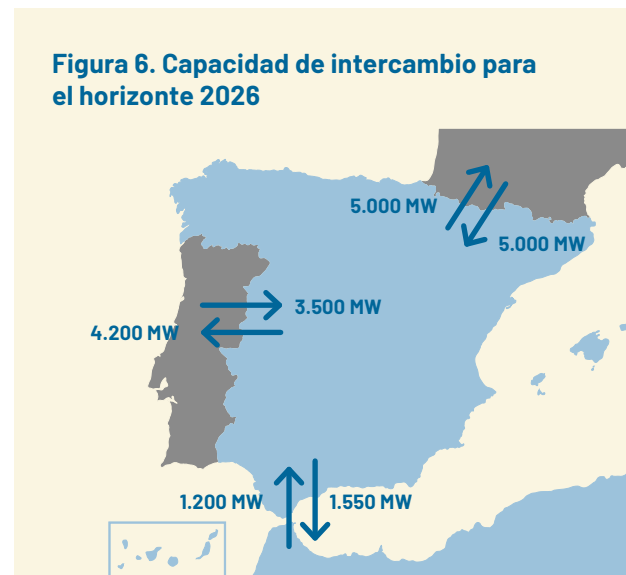 Figura 6. Capacidad de intercambio para
el horizonte 2026
5.000 MW
5.000 MW
3.500 MW
4.200 MW
1.200 MW
1.550 MW